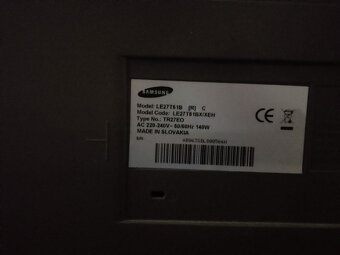 SAMSUNG
Model: LE27T51B [R] C
Model Code: LE27T51BX/XEH
Type No.: TR27EO
AC 220-240V~ 60/60Hz 140W
MADE IN SLOVAKIA
CE
S/N: